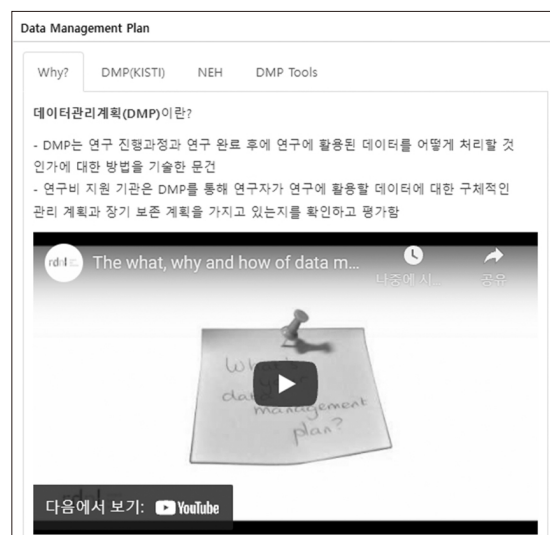 Data Management Plan
Why? DMP(KISTI) NEH DMP Tools
데이터관리계획(DMP)이란?
- DMP는 연구 진행과정과 연구 완료 후에 연구에 활용된 데이터를 어떻게 처리할 것
인가에 대한 방법을 기술한 문건
- 연구비 지원 기관은 DMP를 통해 연구자가 연구에 활용할 데이터에 대한 구체적인
관리 계획과 장기 보존 계획을 가지고 있는지를 확인하고 평가함
rdnl The what, why and how of data m...
나중에 시... 공유
What's
data
management
plan?
다음에서 보기: YouTube